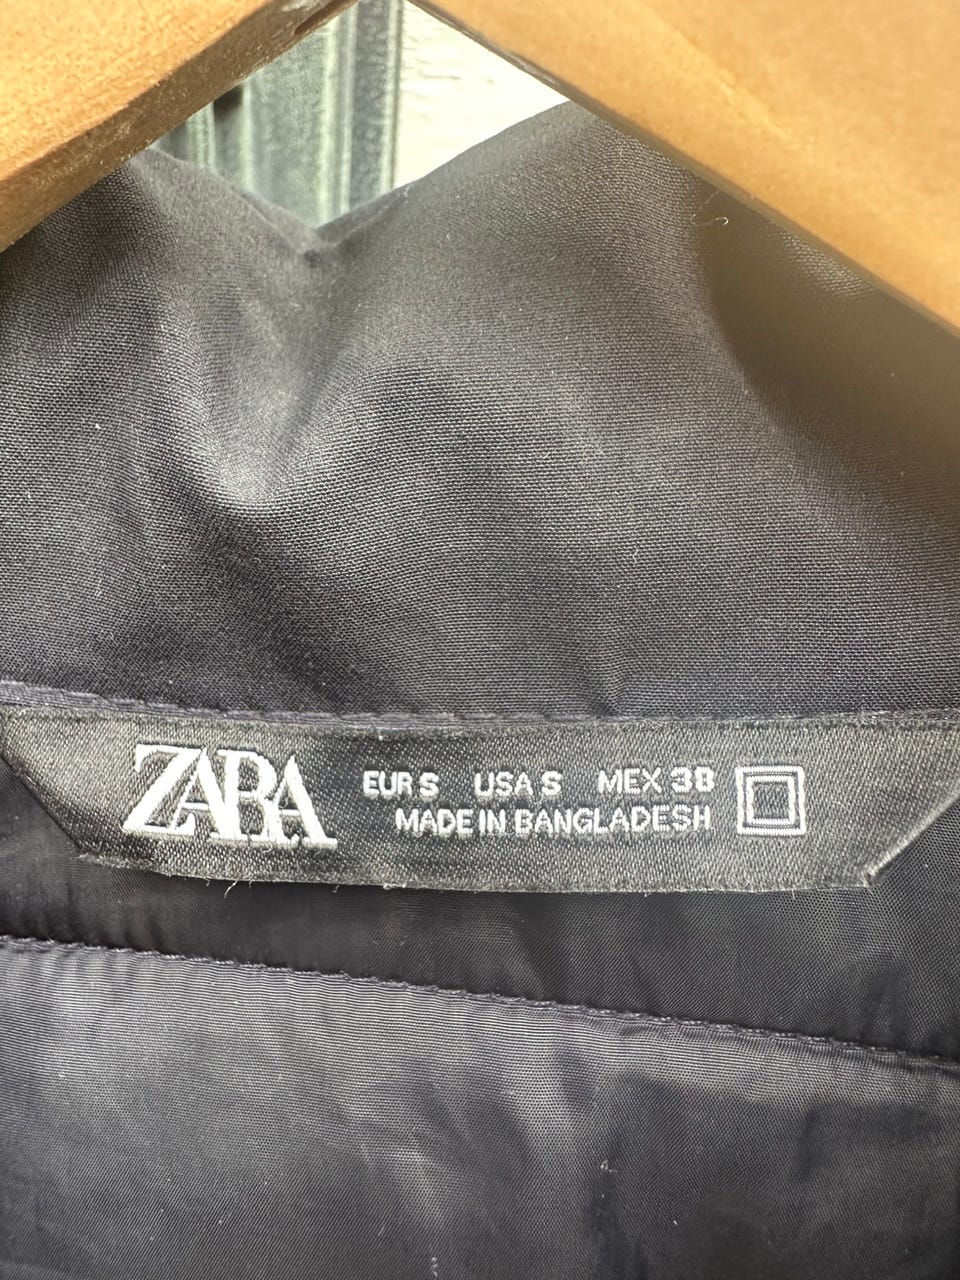 ZARA
EUR S USA S MEX 38
MADE IN BANGLADESH